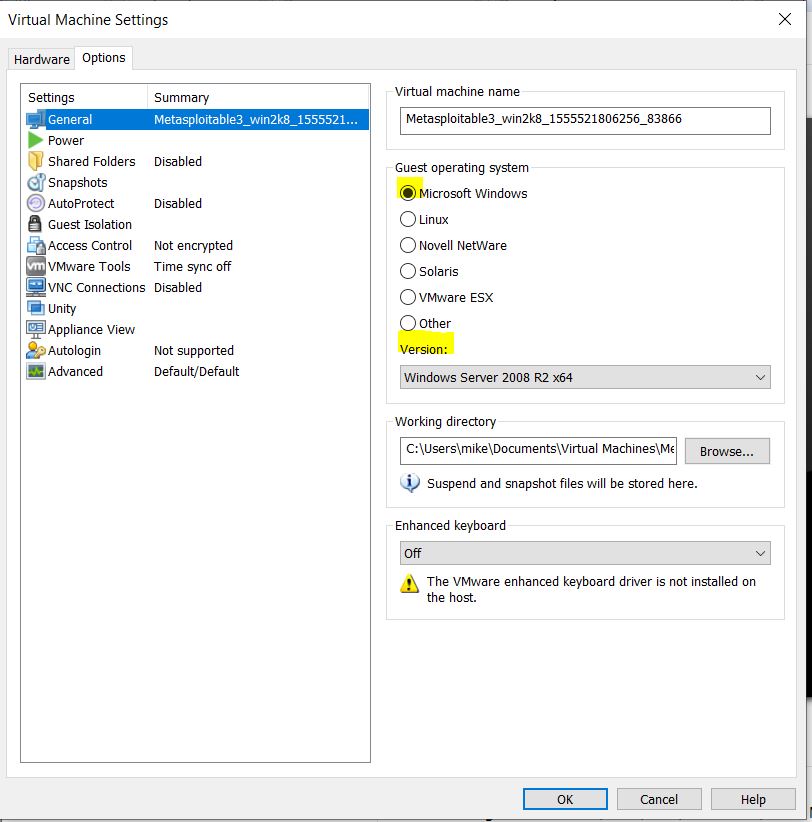 Virtual Machine Settings
Hardware Options
Settings Summary
General Metasploitable3_win2k8_1555521...
Power
Shared Folders Disabled
Snapshots
AutoProtect Disabled
Guest Isolation
Access Control Not encrypted
VMware Tools Time sync off
VNC Connections Disabled
Unity
Appliance View
Autologin Not supported
Advanced Default/Default
Virtual machine name
Metasploitable3_win2k8_1555521806256_83866
Guest operating system
Microsoft Windows
Linux
Novell NetWare
Solaris
VMware ESX
Other
Version:
Windows Server 2008 R2 x64
Working directory
C:\Users\mike\Documents\Virtual Machines\Me
Browse...
Suspend and snapshot files will be stored here.
Enhanced keyboard
Off
The VMware enhanced keyboard driver is not installed on
the host.
OK Cancel Help